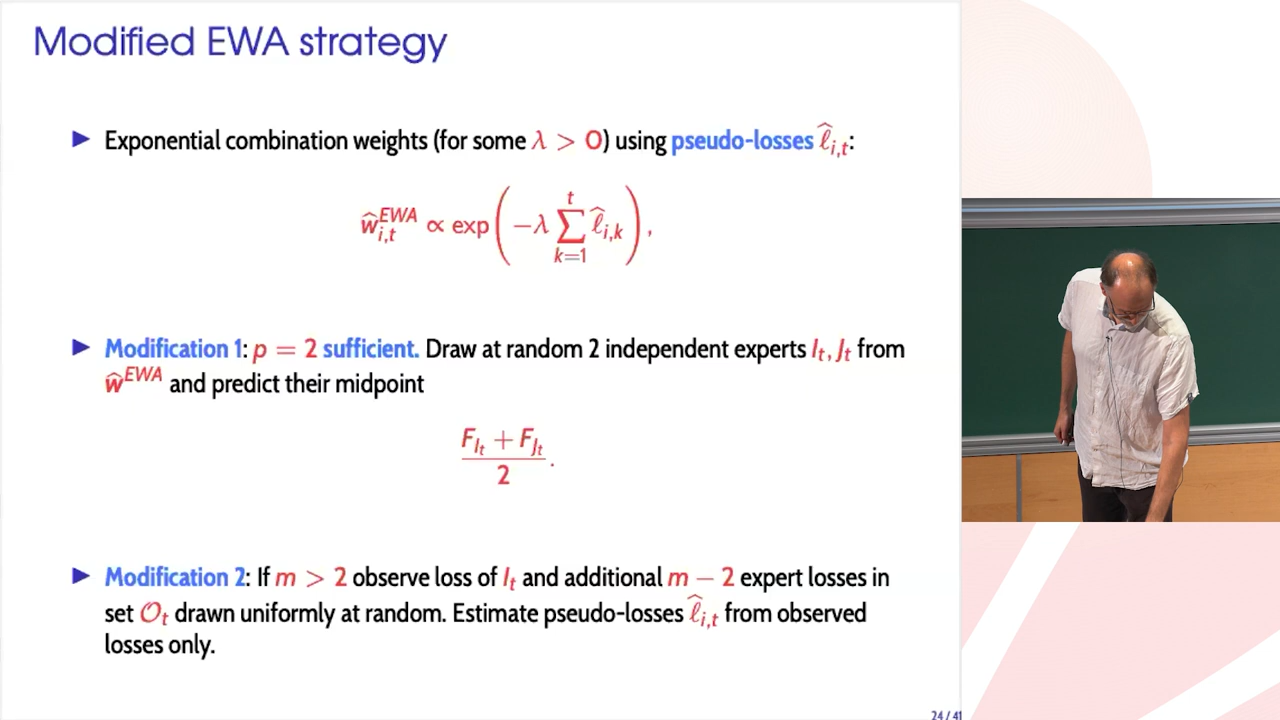 Modified EWA strategy
▶ Exponential combination weights (for some λ > 0) using pseudo-losses ℓ̂_{i,t}:
ŵ_{i,t}^{EWA} ∝ exp(−λ ∑_{k=1}^{t} ℓ̂_{i,k}),
▶ Modification 1: p = 2 sufficient. Draw at random 2 independent experts I_t, J_t from
ŵ^{EWA} and predict their midpoint
(F_{I_t} + F_{J_t}) / 2 .
▶ Modification 2: If m > 2 observe loss of I_t and additional m − 2 expert losses in
set 𝒪_t drawn uniformly at random. Estimate pseudo-losses ℓ̂_{i,t} from observed
losses only.
24 / 41